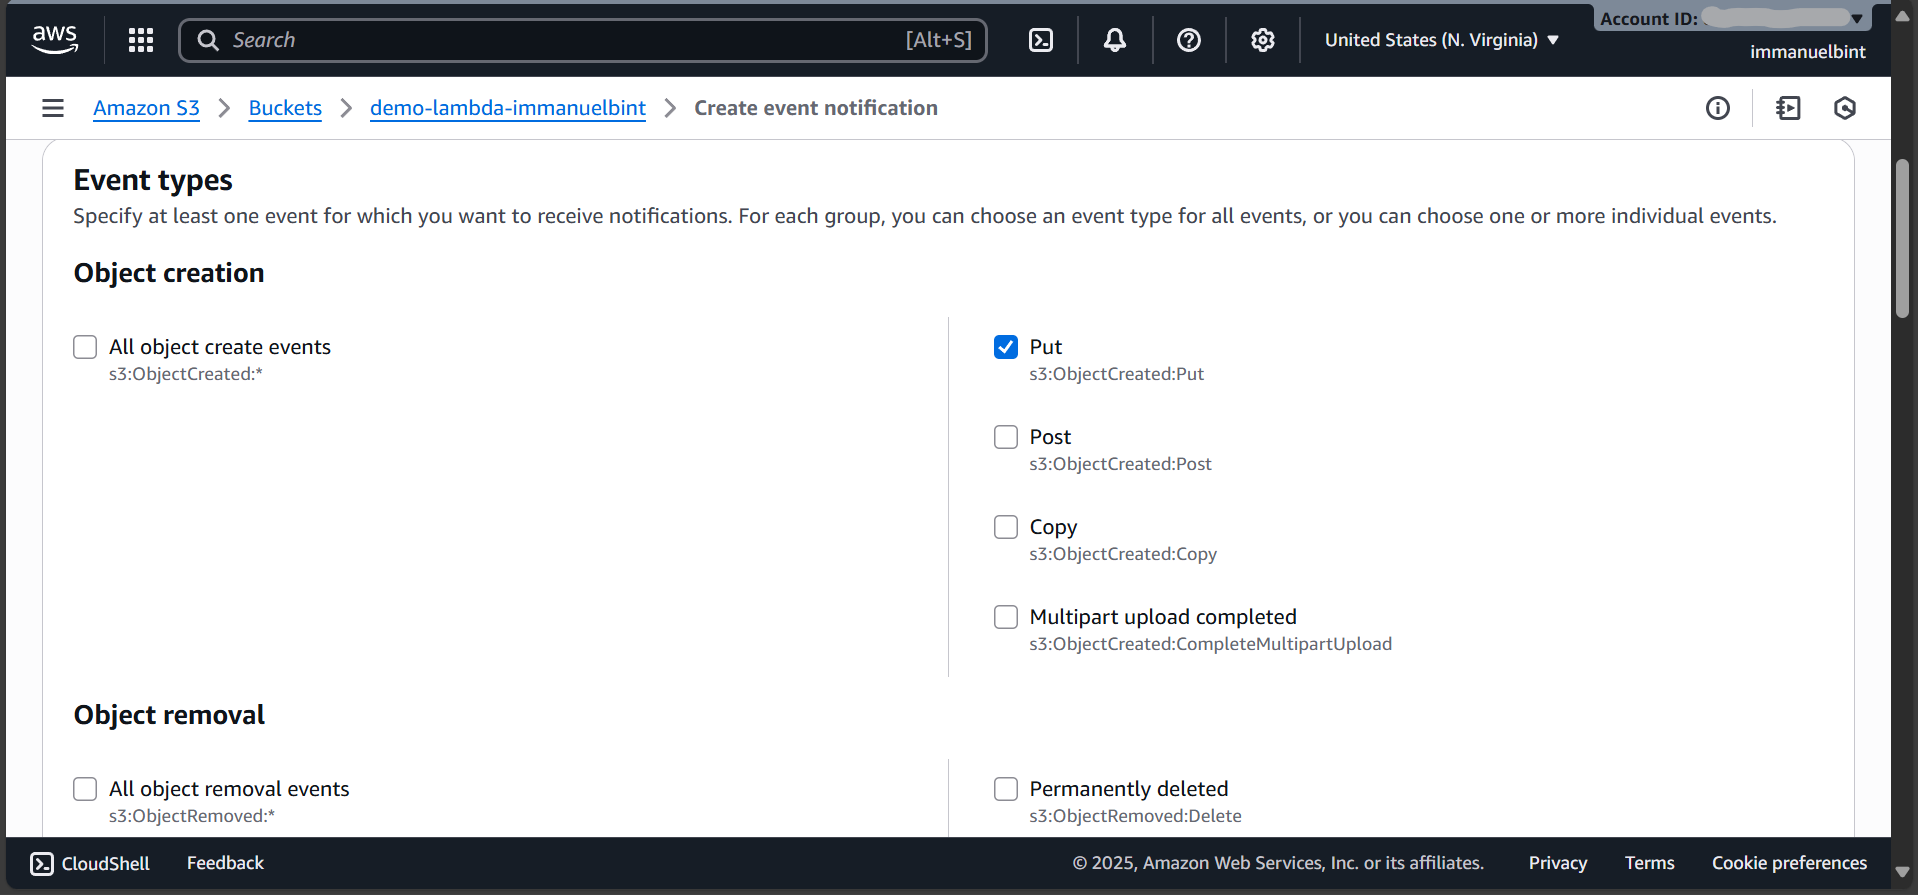 aws
Search
[Alt+S]
United States (N. Virginia)
Account ID:
immanuelbint
Amazon S3
Buckets
demo-lambda-immanuelbint
Create event notification
Event types
Specify at least one event for which you want to receive notifications. For each group, you can choose an event type for all events, or you can choose one or more individual events.
Object creation
All object create events
s3:ObjectCreated:*
Put
s3:ObjectCreated:Put
Post
s3:ObjectCreated:Post
Copy
s3:ObjectCreated:Copy
Multipart upload completed
s3:ObjectCreated:CompleteMultipartUpload
Object removal
All object removal events
s3:ObjectRemoved:*
Permanently deleted
s3:ObjectRemoved:Delete
CloudShell
Feedback
© 2025, Amazon Web Services, Inc. or its affiliates.
Privacy
Terms
Cookie preferences